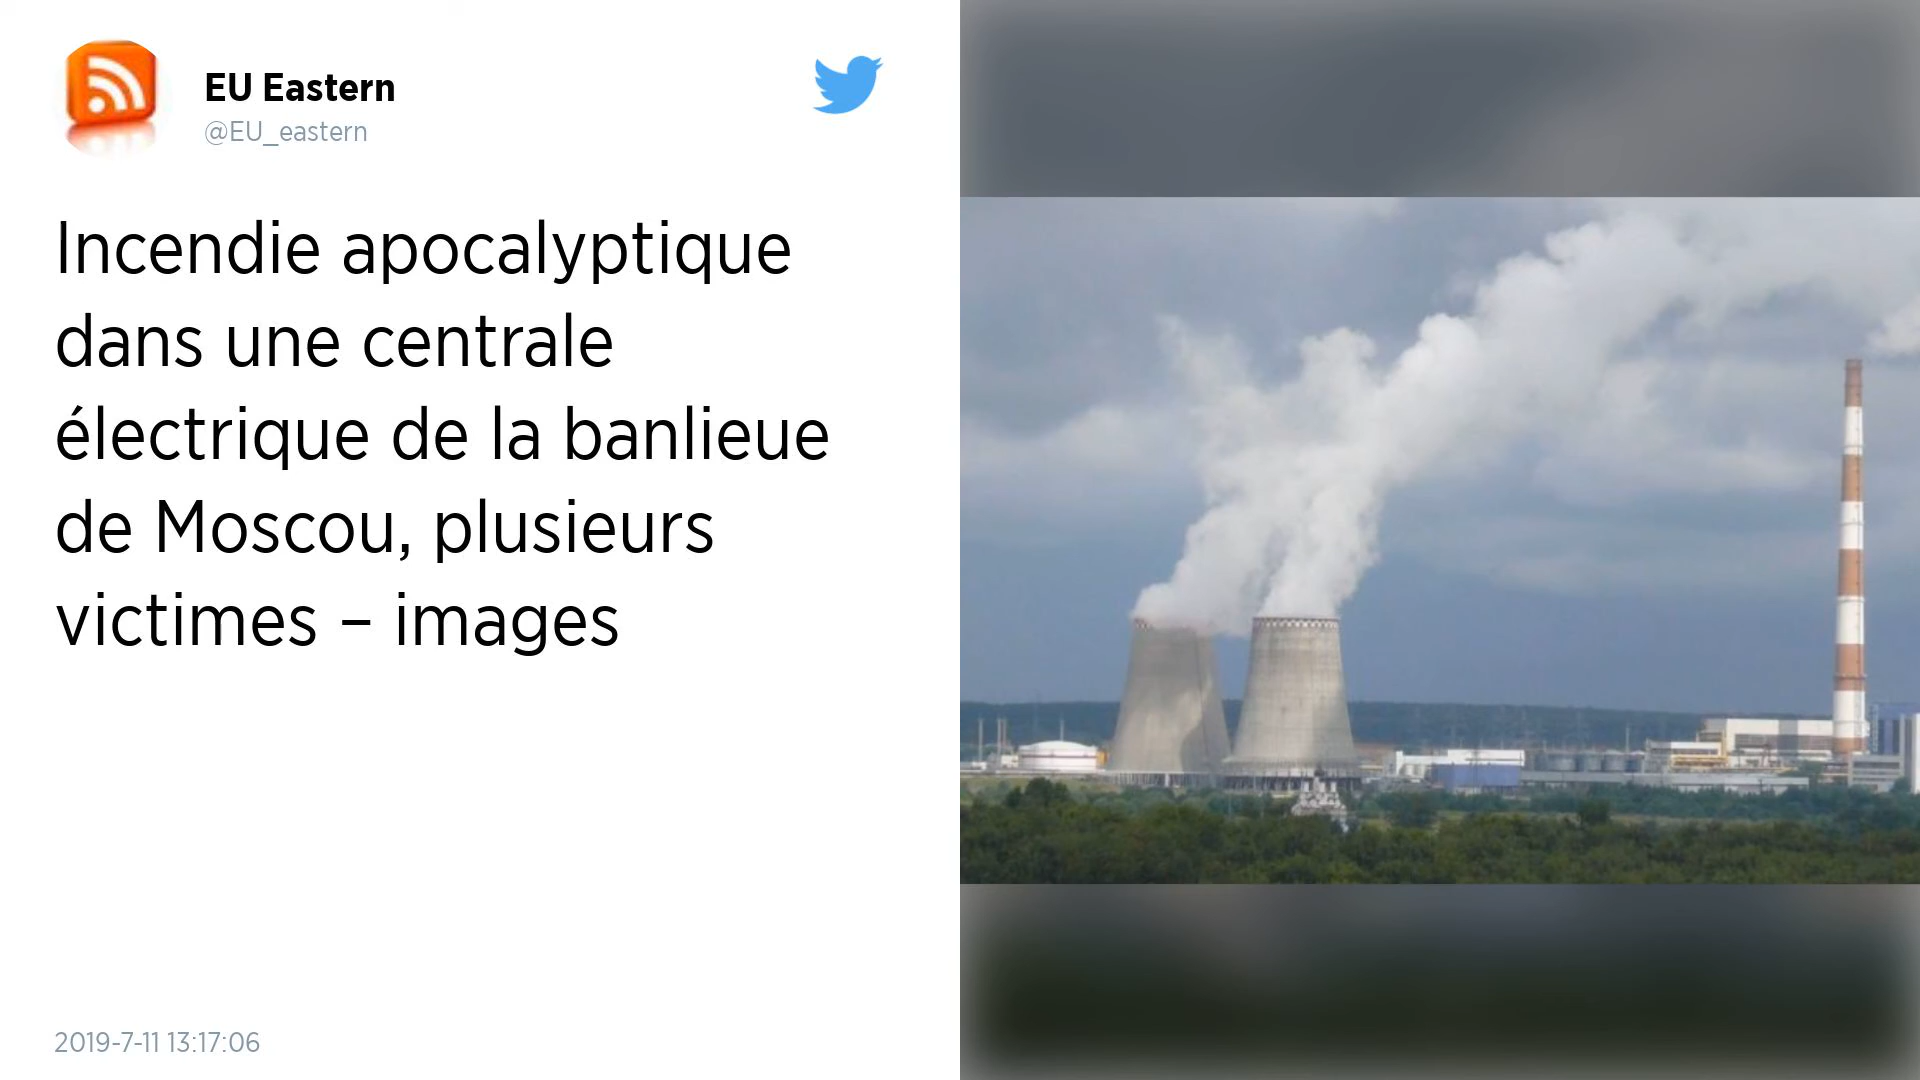 EU Eastern
@EU_eastern
Incendie apocalyptique
dans une centrale
électrique de la banlieue
de Moscou, plusieurs
victimes – images
2019-7-11 13:17:06